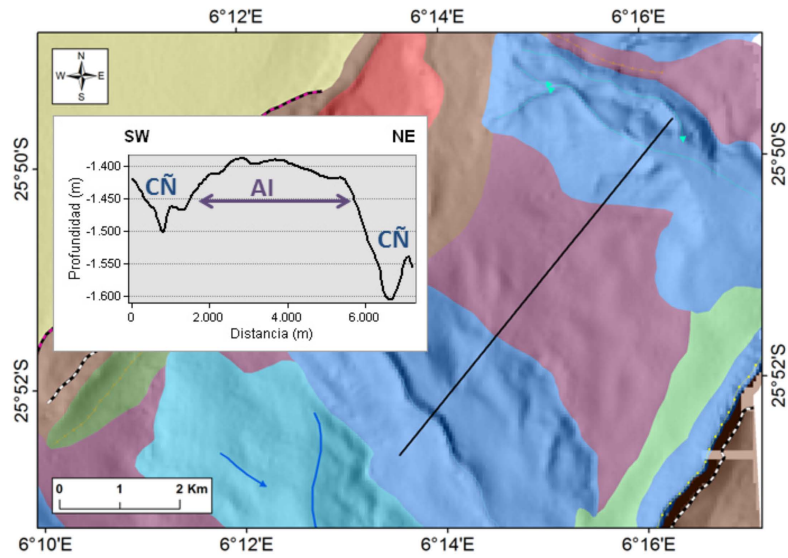 6°12'E 6°14'E 6°16'E
N
W E
S
25°50'S
25°50'S
SW NE
-1.400
-1.450
-1.500
-1.550
-1.600
Profundidad (m)
CÑ
AI
CÑ
0 2.000 4.000 6.000
Distancia (m)
25°52'S
25°52'S
0 1 2 Km
6°10'E 6°12'E 6°14'E 6°16'E